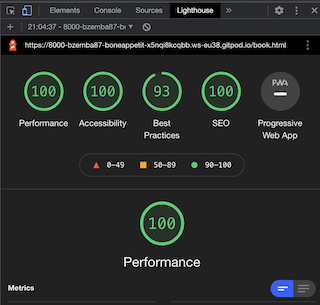 Elements Console Sources Lighthouse »
21:04:37 - 8000-bzemba87-bo
https://8000-bzemba87-boneappetit-x5nqi8kcqbb.ws-eu38.gitpod.io/book.html
100 100 93 100 PWA
Performance Accessibility Best Practices SEO Progressive Web App
0–49 50–89 90–100
100
Performance
Metrics